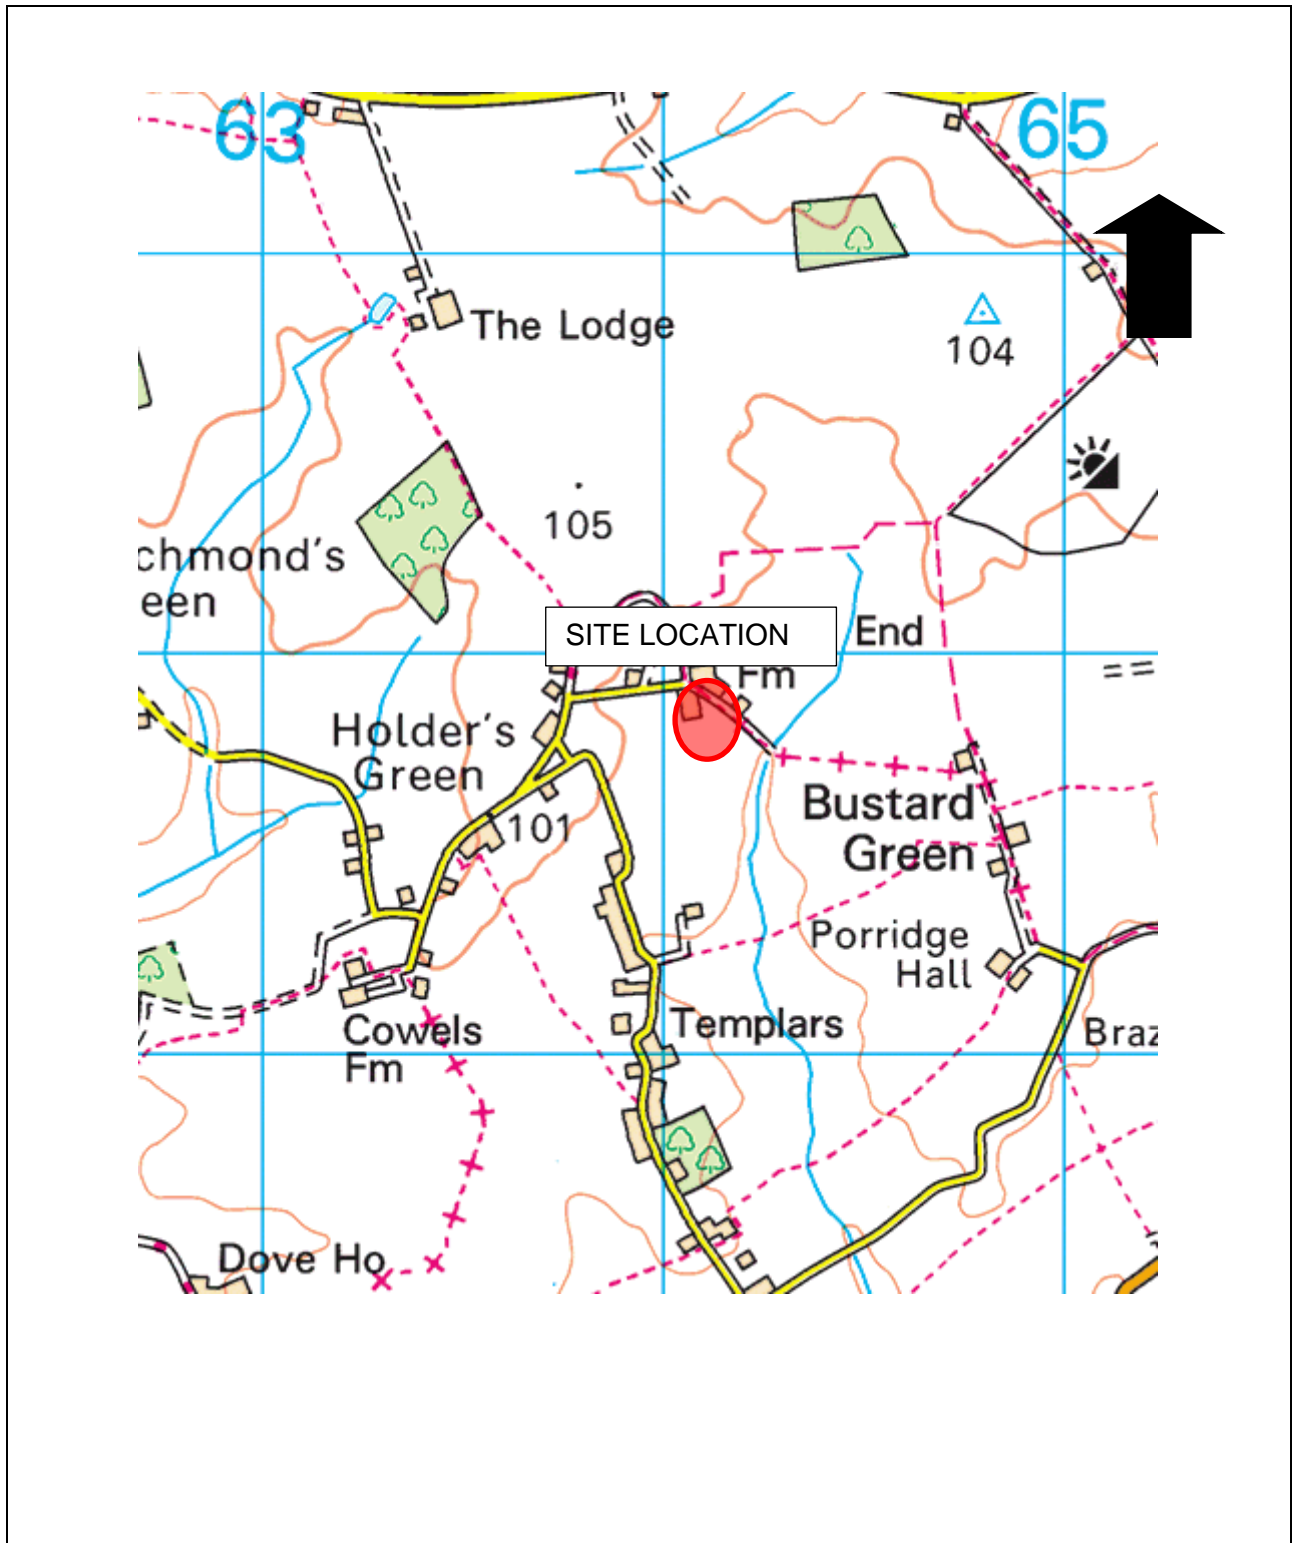 63
65
The Lodge
104
105
chmond's
een
SITE LOCATION
End
Fm
Holder's
Green
101
Bustard
Green
Porridge
Hall
Cowels
Fm
Templars
Braz
Dove Ho